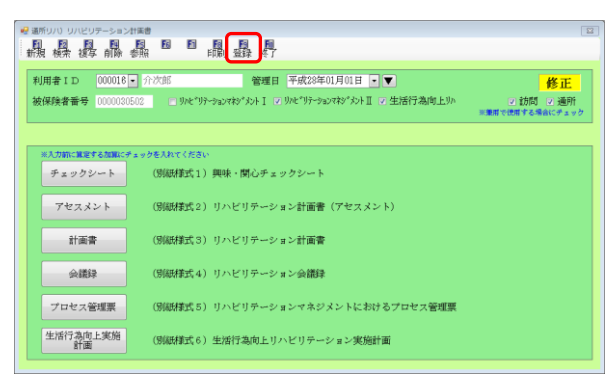 通所リハリ リハビリテーション計画書
新規 検索 複写 削除 参照 印刷 登録 終了
利用者ID 000016 介次郎 管理日 平成28年01月01日 ▼ 修正
被保険者番号 0000030502 リハビリテーションマネジメントⅠ リハビリテーションマネジメントⅡ 生活行為向上リハ 訪問 通所
※兼用で使用する場合にチェック
※入力前に算定する加算にチェックを入れてください
チェックシート (別紙様式1) 興味・関心チェックシート
アセスメント (別紙様式2) リハビリテーション計画書(アセスメント)
計画書 (別紙様式3) リハビリテーション計画書
会議録 (別紙様式4) リハビリテーション会議録
プロセス管理票 (別紙様式5) リハビリテーションマネジメントにおけるプロセス管理票
生活行為向上実施計画 (別紙様式6) 生活行為向上リハビリテーション実施計画